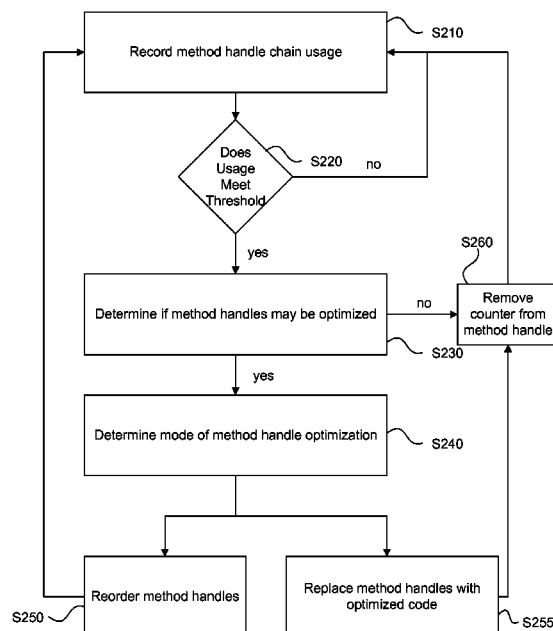 Record method handle chain usage
S210
Does
Usage
Meet
Threshold
S220
no
yes
S260
Remove
counter from
method handle
Determine if method handles may be optimized
no
S230
yes
Determine mode of method handle optimization
S240
Reorder method handles
S250
Replace method handles with
optimized code
S255